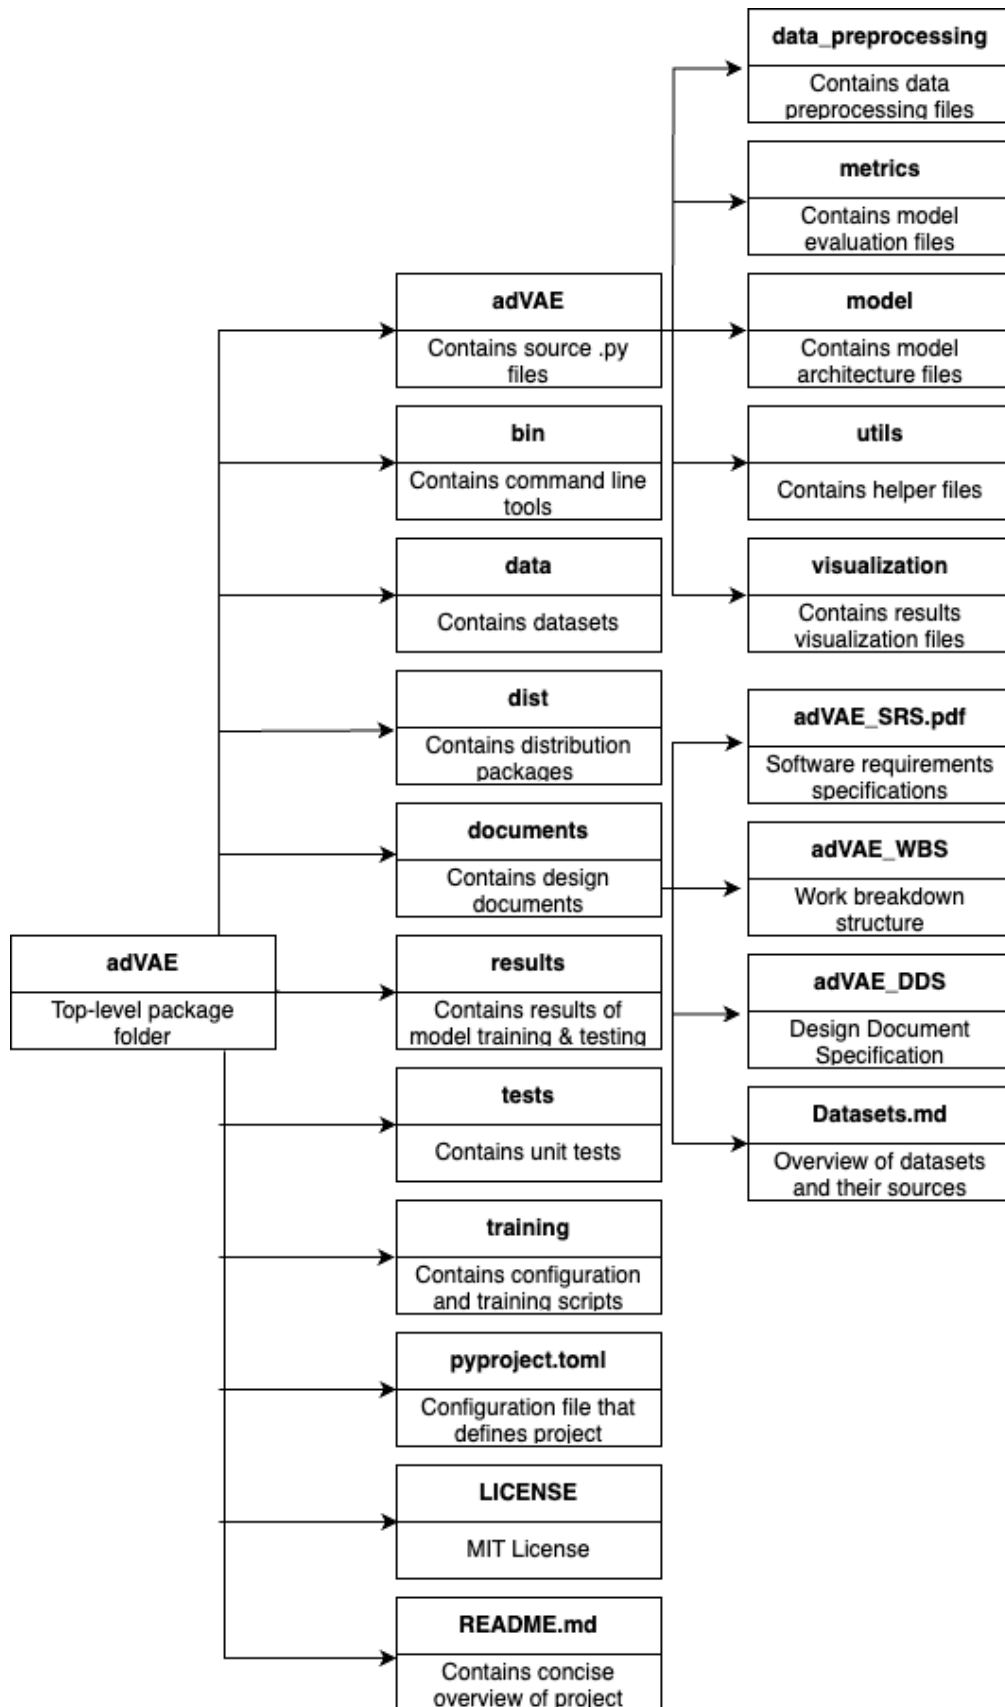 data_preprocessing
Contains data
preprocessing files
metrics
Contains model
evaluation files
adVAE
Contains source .py
files
model
Contains model
architecture files
bin
Contains command line
tools
utils
Contains helper files
data
Contains datasets
visualization
Contains results
visualization files
dist
Contains distribution
packages
adVAE_SRS.pdf
Software requirements
specifications
documents
Contains design
documents
adVAE_WBS
Work breakdown
structure
adVAE
Top-level package
folder
results
Contains results of
model training & testing
adVAE_DDS
Design Document
Specification
tests
Contains unit tests
Datasets.md
Overview of datasets
and their sources
training
Contains configuration
and training scripts
pyproject.toml
Configuration file that
defines project
LICENSE
MIT License
README.md
Contains concise
overview of project